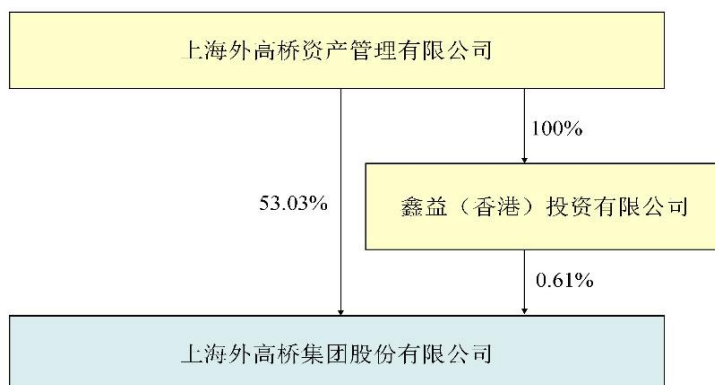 上海外高桥资产管理有限公司
100%
53.03%
鑫益（香港）投资有限公司
0.61%
上海外高桥集团股份有限公司